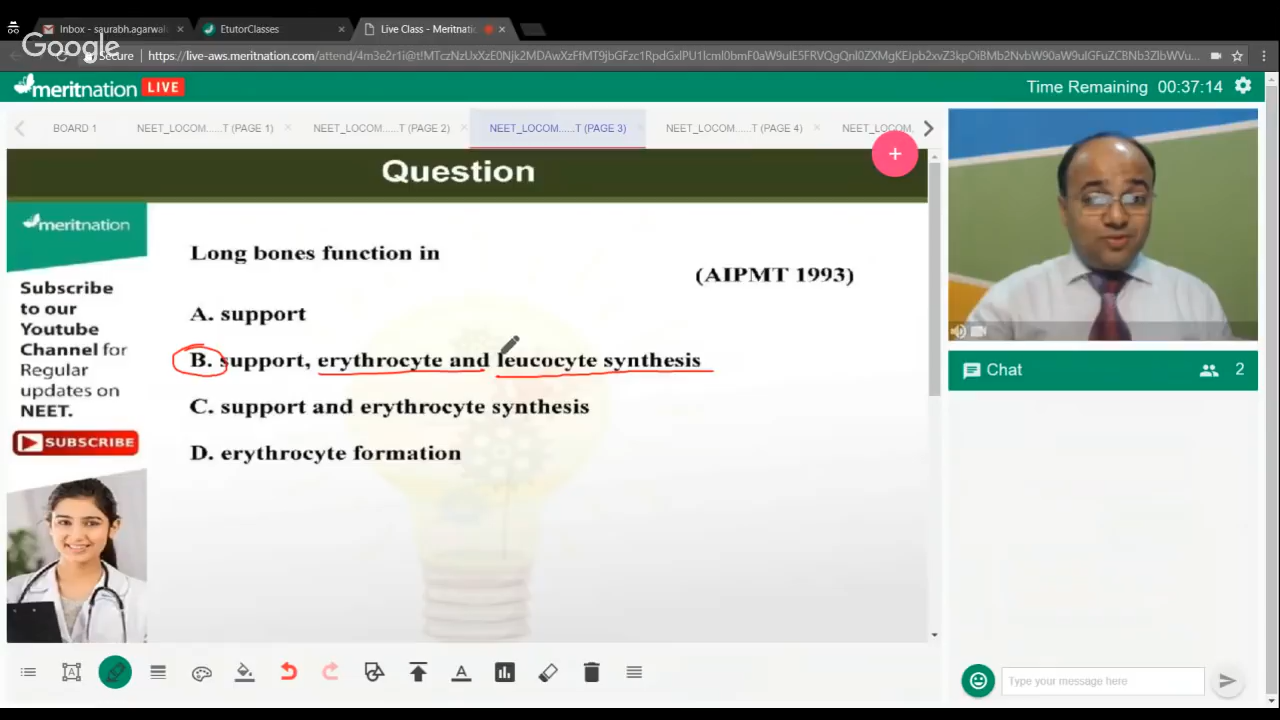 Inbox - saurabh.agarwal
EtutorClasses
Live Class - Meritnatio
Google
Secure
https://live-aws.meritnation.com/attend/
meritnation LIVE
Time Remaining 00:37:14
BOARD 1
NEET_LOCOM......T (PAGE 1)
NEET_LOCOM......T (PAGE 2)
NEET_LOCOM......T (PAGE 3)
NEET_LOCOM......T (PAGE 4)
NEET_LOCOM,
Question
meritnation
Subscribe
to our
Youtube
Channel for
Regular
updates on
NEET.
SUBSCRIBE
Long bones function in
(AIPMT 1993)
A. support
B. support, erythrocyte and leucocyte synthesis
C. support and erythrocyte synthesis
D. erythrocyte formation
Chat
2
Type your message here